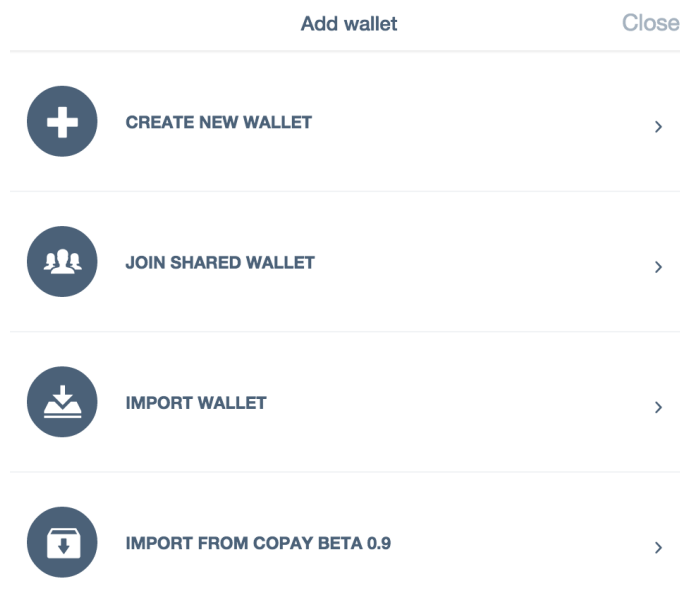 Add wallet
Close
CREATE NEW WALLET
JOIN SHARED WALLET
IMPORT WALLET
IMPORT FROM COPAY BETA 0.9